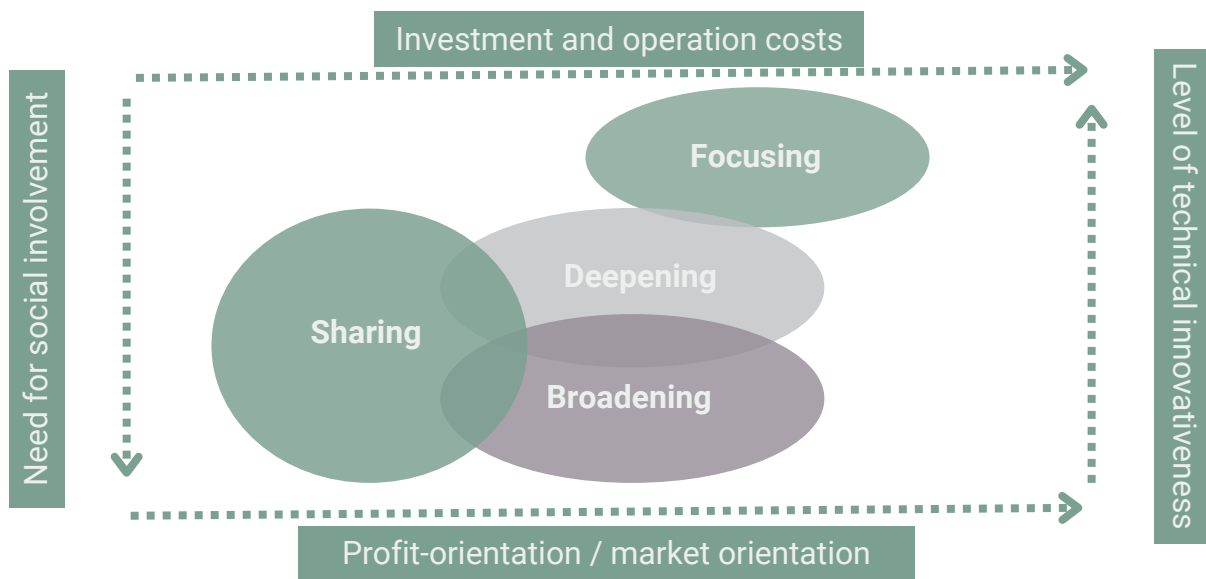 Investment and operation costs
Need for social involvement
Level of technical innovativeness
Focusing
Deepening
Sharing
Broadening
Profit-orientation / market orientation